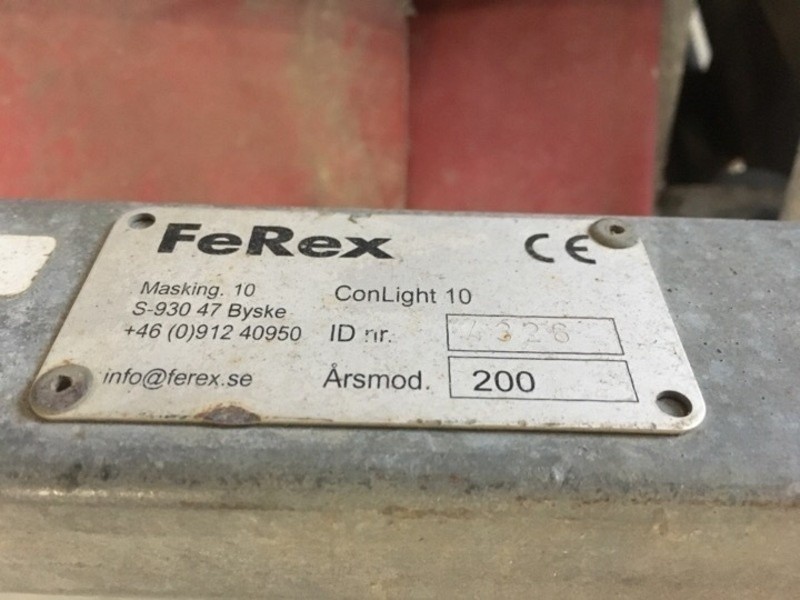 FeRex
CE
Masking. 10
S-930 47 Byske
+46 (0)912 40950
info@ferex.se
ConLight 10
ID nr.
Årsmod. 200